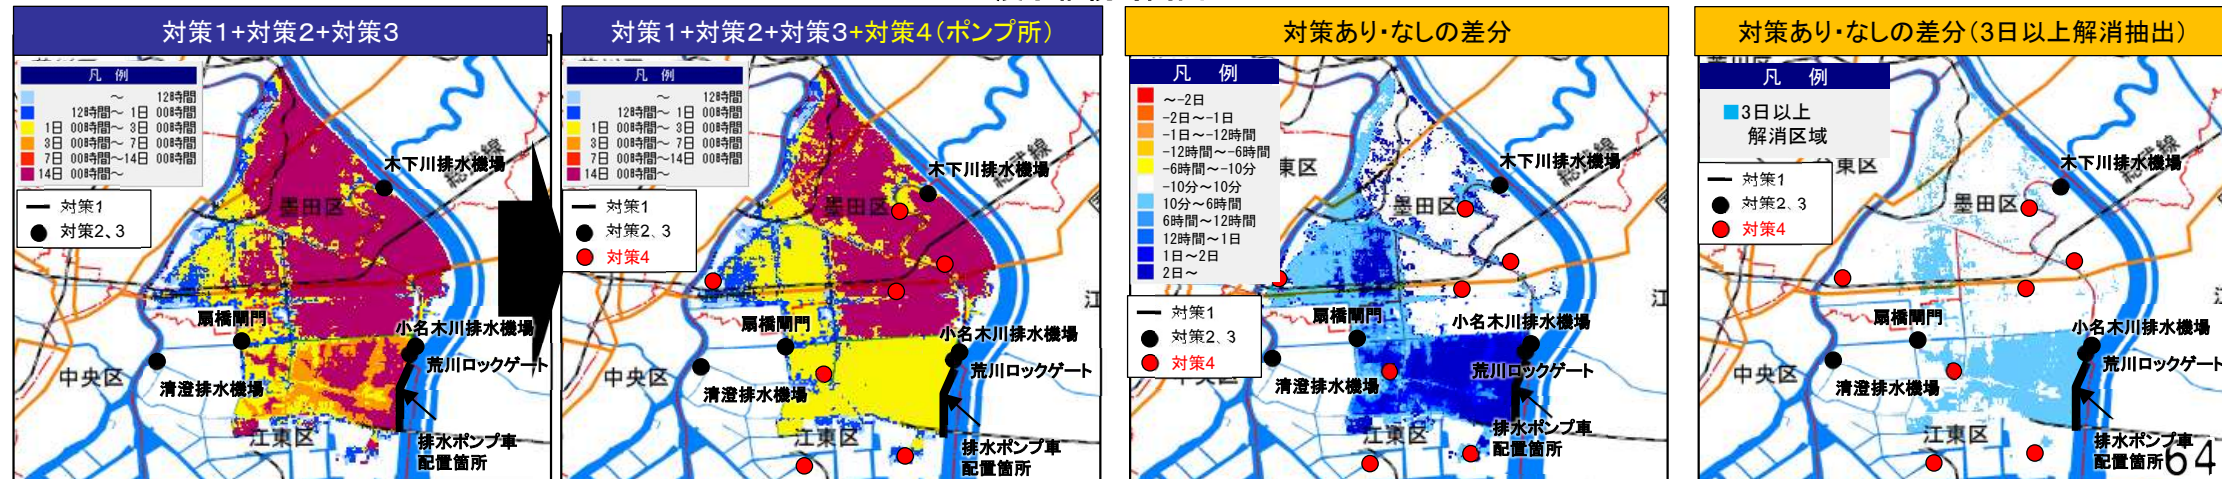 対策1+対策2+対策3
凡 例
～ 12時間
12時間～ 1日 00時間
1日 00時間～ 3日 00時間
3日 00時間～ 7日 00時間
7日 00時間～14日 00時間
14日 00時間～
対策1
対策2、3
木下川排水機場
総武線
墨田区
扇橋閘門
小名木川排水機場
荒川ロックゲート
中央区
清澄排水機場
江東区
排水ポンプ車
配置箇所
対策1+対策2+対策3+対策4(ポンプ所)
凡 例
～ 12時間
12時間～ 1日 00時間
1日 00時間～ 3日 00時間
3日 00時間～ 7日 00時間
7日 00時間～14日 00時間
14日 00時間～
対策1
対策2、3
対策4
木下川排水機場
総武線
墨田区
扇橋閘門
小名木川排水機場
荒川ロックゲート
中央区
清澄排水機場
江東区
排水ポンプ車
配置箇所
江
対策あり・なしの差分
凡 例
～-2日
-2日～-1日
-1日～-12時間
-12時間～-6時間
-6時間～-10分
-10分～10分
10分～6時間
6時間～12時間
12時間～1日
1日～2日
2日～
対策1
対策2、3
対策4
東区
木下川排水機場
総武線
墨田区
扇橋閘門
小名木川排水機場
荒川ロックゲート
清澄排水機場
江東区
排水ポンプ車
配置箇所
江
対策あり・なしの差分(3日以上解消抽出)
凡 例
3日以上
解消区域
対策1
対策2、3
対策4
東区
木下川排水機場
総武線
墨田区
扇橋閘門
小名木川排水機場
荒川ロックゲート
中央区
清澄排水機場
江東区
排水ポンプ車
配置箇所
64